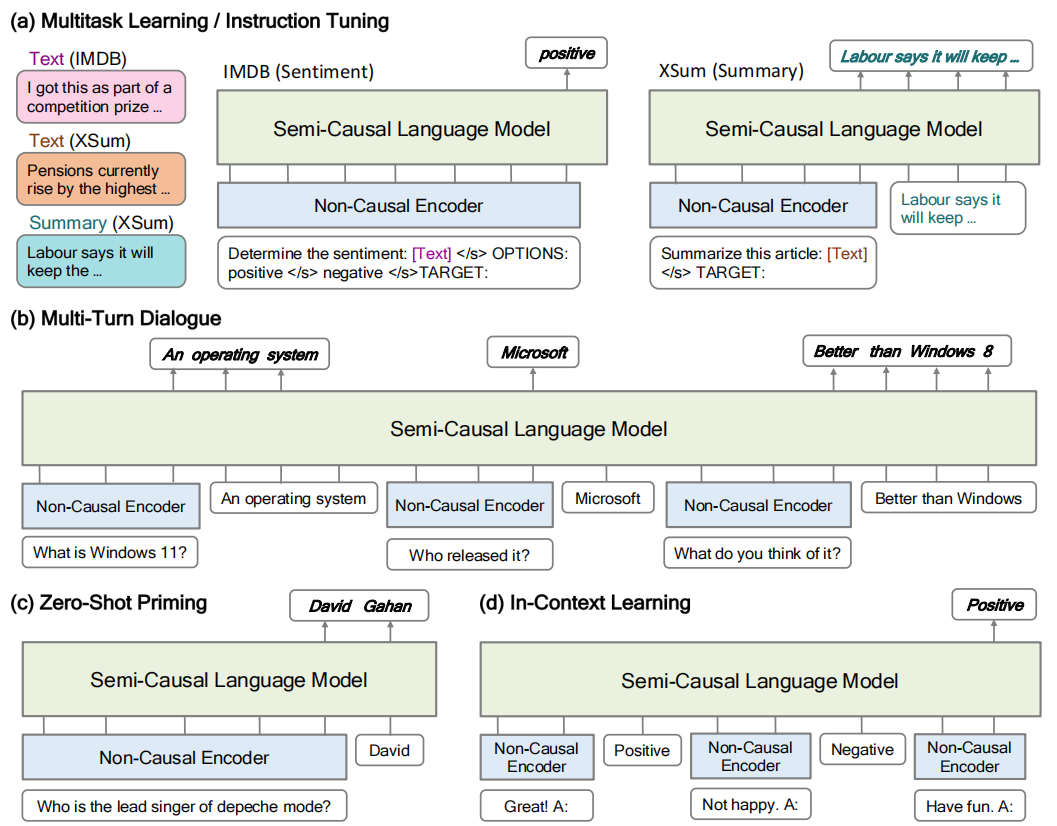 (a) Multitask Learning / Instruction Tuning
Text (IMDB)
I got this as part of a
competition prize ...
Text (XSum)
Pensions currently
rise by the highest ...
Summary (XSum)
Labour says it will
keep the ...
IMDB (Sentiment)
positive
Semi-Causal Language Model
Non-Causal Encoder
Determine the sentiment: [Text] </s> OPTIONS:
positive </s> negative </s>TARGET:
XSum (Summary)
Labour says it will keep ...
Semi-Causal Language Model
Non-Causal Encoder
Labour says it
will keep ...
Summarize this article: [Text]
</s> TARGET:
(b) Multi-Turn Dialogue
An operating system
Microsoft
Better than Windows 8
Semi-Causal Language Model
Non-Causal Encoder
An operating system
Non-Causal Encoder
Microsoft
Non-Causal Encoder
Better than Windows
What is Windows 11?
Who released it?
What do you think of it?
(c) Zero-Shot Priming
David Gahan
Semi-Causal Language Model
Non-Causal Encoder
David
Who is the lead singer of depeche mode?
(d) In-Context Learning
Positive
Semi-Causal Language Model
Non-Causal
Encoder
Positive
Non-Causal
Encoder
Negative
Non-Causal
Encoder
Great! A:
Not happy. A:
Have fun. A: